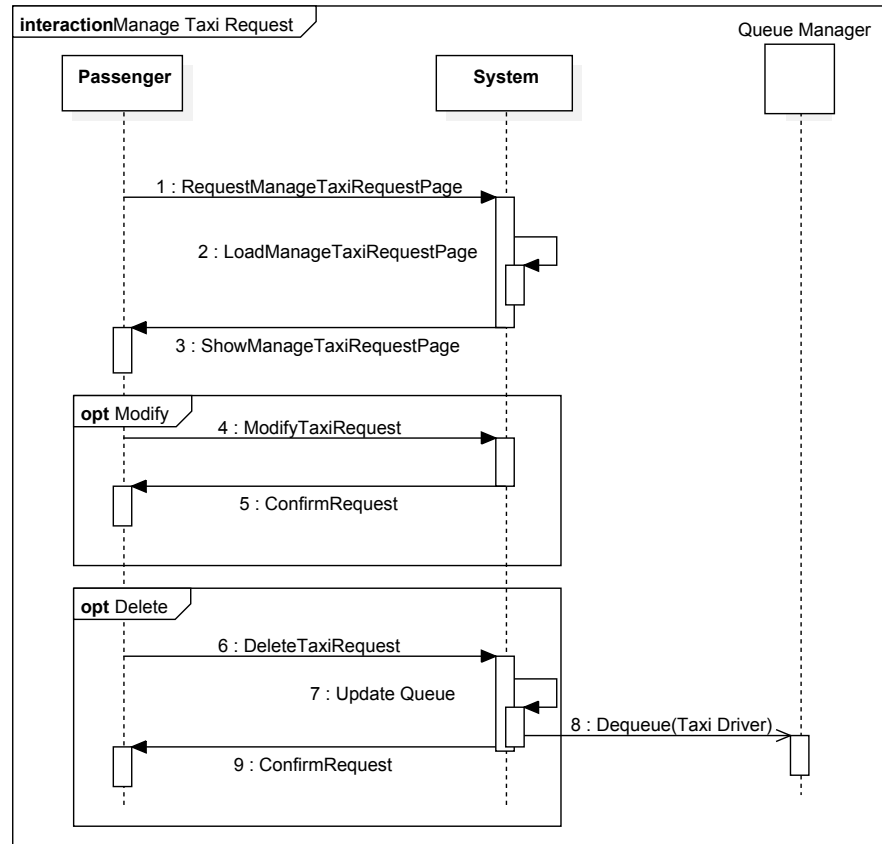 interactionManage Taxi Request
Queue Manager
Passenger
System
1 : RequestManageTaxiRequestPage
2 : LoadManageTaxiRequestPage
3 : ShowManageTaxiRequestPage
opt Modify
4 : ModifyTaxiRequest
5 : ConfirmRequest
opt Delete
6 : DeleteTaxiRequest
7 : Update Queue
8 : Dequeue(Taxi Driver)
9 : ConfirmRequest